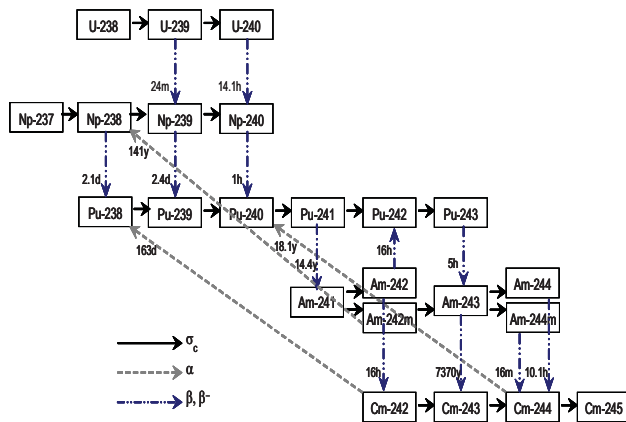 U-238 U-239 U-240
24m 14.1h
Np-237 Np-238 Np-239 Np-240
141y
2.1d 2.4d 1h
Pu-238 Pu-239 Pu-240 Pu-241 Pu-242 Pu-243
163d 18.1y 16h
14.4y 5h
Am-242 Am-244
Am-241 Am-243
Am-242m Am-244m
σc
α
16h 7370y 16m 10.1h
β, β⁻
Cm-242 Cm-243 Cm-244 Cm-245